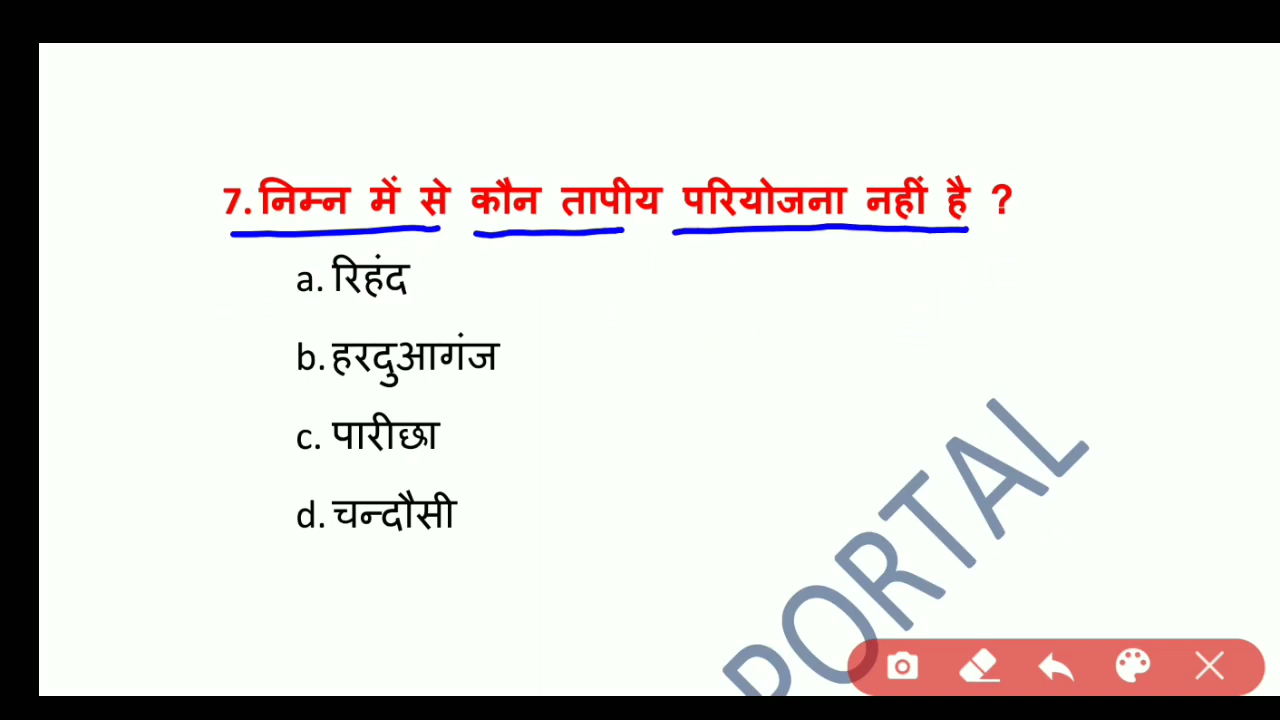 7. निम्न में से कौन तापीय परियोजना नहीं है ?
a. रिहंद
b. हरदुआगंज
c. पारीछा
d. चन्दौसी
PORTAL